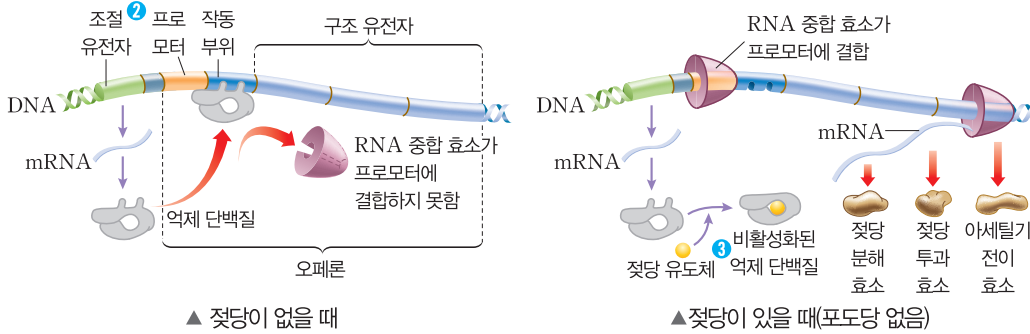 조절 ❷ 프로 작동
유전자 모터 부위
구조 유전자
DNA
mRNA
RNA 중합 효소가
프로모터에
결합하지 못함
억제 단백질
오페론
▲ 젖당이 없을 때
RNA 중합 효소가
프로모터에 결합
DNA
mRNA
mRNA
젖당 유도체
❸ 비활성화된
억제 단백질
젖당
분해
효소
젖당
투과
효소
아세틸기
전이
효소
▲젖당이 있을 때(포도당 없음)